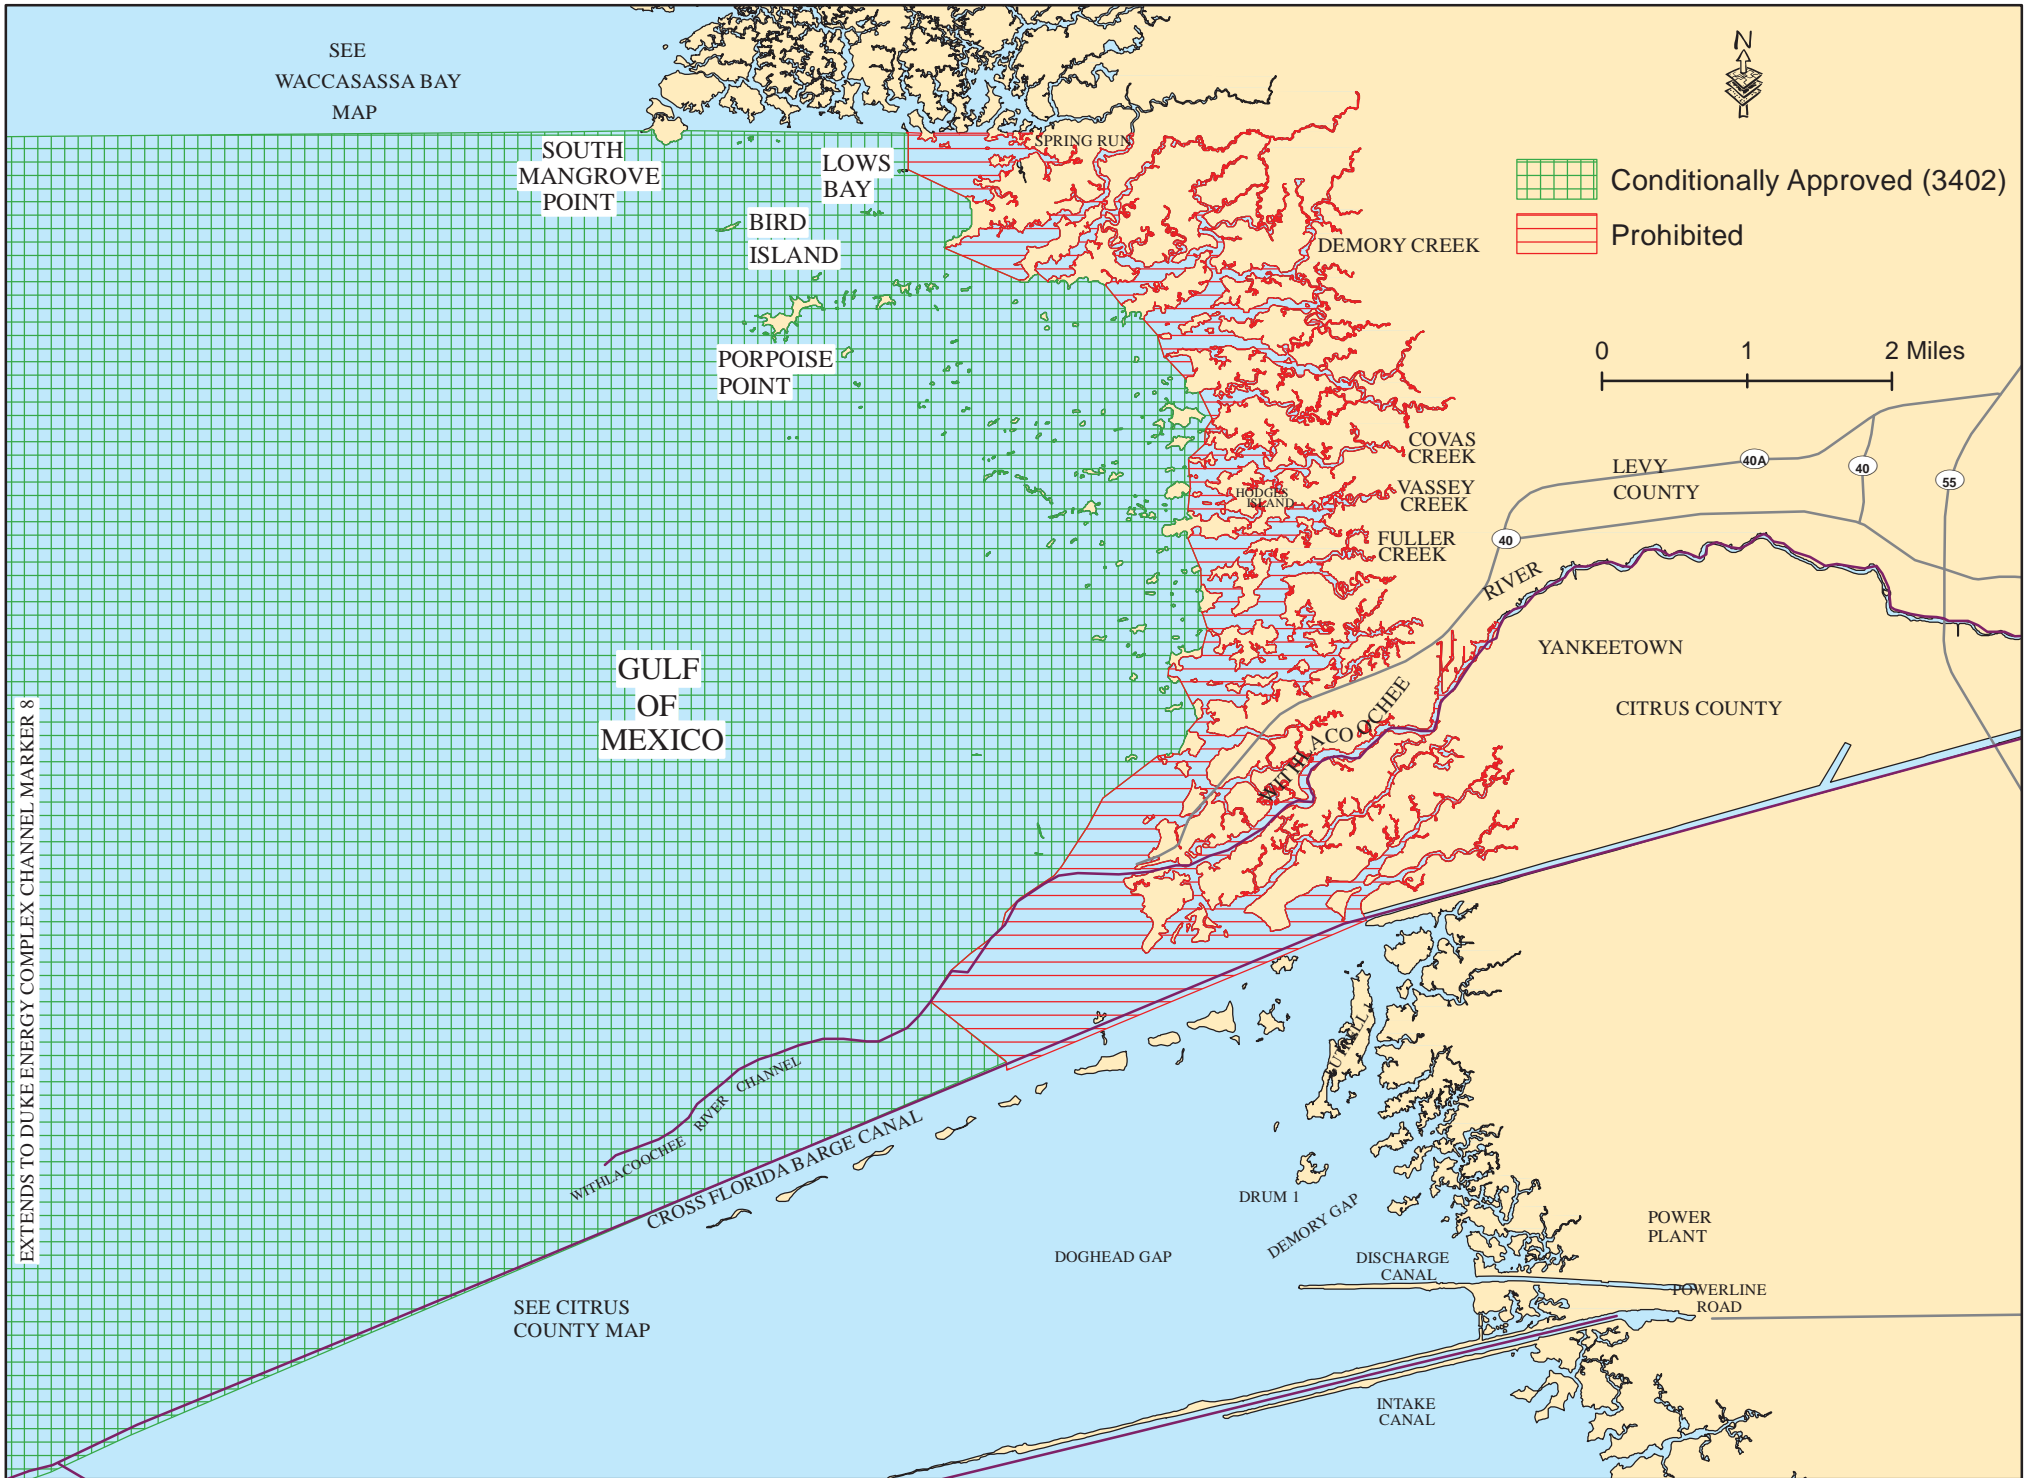 SEE
WACCASASSA BAY
MAP
N
SPRING RUN
SOUTH
MANGROVE
POINT
LOWS
BAY
Conditionally Approved (3402)
Prohibited
BIRD
ISLAND
DEMORY CREEK
PORPOISE
POINT
0 1 2 Miles
COVAS
CREEK
LEVY
COUNTY
40A
40
55
VASSEY
CREEK
HODGES
ISLAND
FULLER
CREEK
40
RIVER
YANKEETOWN
GULF
OF
MEXICO
CITRUS COUNTY
WITHLACOOCHEE
EXTENDS TO DUKE ENERGY COMPLEX CHANNEL MARKER 8
WITHLACOOCHEE RIVER CHANNEL
CROSS FLORIDA BARGE CANAL
DRUM 1
DEMORY GAP
DOGHEAD GAP
DISCHARGE
CANAL
POWER
PLANT
POWERLINE
ROAD
SEE CITRUS
COUNTY MAP
INTAKE
CANAL